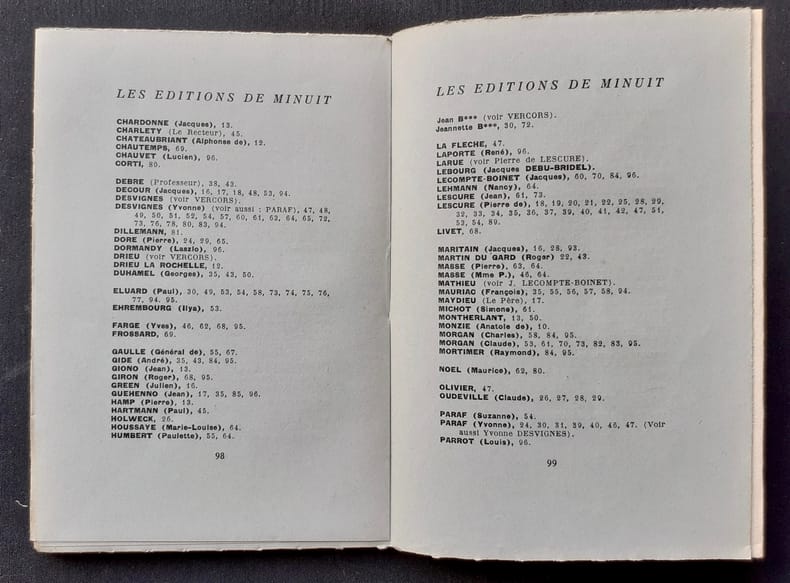 LES EDITIONS DE MINUIT
CHARDONNE (Jacques), 13.
CHARLETY (Le Recteur), 45.
CHATEAUBRIANT (Alphonse de), 12.
CHAUTEMPS, 69.
CHAUVET (Lucien), 96.
CORTI, 80.
DEBRE (Professeur), 38, 43.
DECOUR (Jacques), 16, 17, 18, 48, 53, 94.
DESVIGNES (voir VERCORS).
DESVIGNES (Yvonne) (voir aussi : PARAF), 47, 48,
49, 50, 51, 52, 54, 57, 60, 61, 63, 64, 65, 72,
73, 76, 78, 80, 83, 94.
DILLEMANN, 81.
DORE (Pierre), 24, 29, 65.
DORMANDY (Laszlo), 96.
DRIEU (voir VERCORS).
DRIEU LA ROCHELLE, 12.
DUHAMEL (Georges), 35, 43, 50.
ELUARD (Paul), 30, 49, 53, 54, 58, 73, 74, 75, 76,
77, 94, 95.
EHREMBOURG (Ilya), 53.
FARGE (Yves), 46, 62, 68, 95.
FROSSARD, 69.
GAULLE (Général de), 55, 67.
GIDE (André), 35, 43, 84, 95.
GIONO (Jean), 13.
GIRON (Roger), 68, 95.
GREEN (Julien), 16.
GUEHENNO (Jean), 17, 35, 85, 96.
HAMP (Pierre), 13.
HARTMANN (Paul), 45.
HOLWECK, 26.
HOUSSAYE (Marie-Louise), 64.
HUMBERT (Paulette), 55, 64.
98
LES EDITIONS DE MINUIT
Jean B*** (voir VERCORS).
Jeannette B***, 30, 72.
LA FLECHE, 47.
LAPORTE (René), 96.
LARUE (voir Pierre de LESCURE).
LEBOURG (Jacques DEBU-BRIDEL).
LECOMPTE-BOINET (Jacques), 60, 70, 84, 96.
LEHMANN (Nancy), 64.
LESCURE (Jean), 61, 73.
LESCURE (Pierre de), 18, 19, 20, 21, 22, 25, 28, 29,
32, 33, 34, 35, 36, 37, 39, 40, 41, 42, 47, 51,
53, 54, 89.
LIVET, 68.
MARITAIN (Jacques), 16, 28, 93.
MARTIN DU GARD (Roger) 22, 43.
MASSE (Pierre), 63, 64.
MASSE (Mme P.), 46, 64.
MATHIEU (voir J. LECOMPTE-BOINET).
MAURIAC (François), 35, 55, 56, 57, 58, 94.
MAYDIEU (Le Père), 17.
MICHOT (Simone), 61.
MONTHERLANT, 13, 50.
MONZIE (Anatole de), 10.
MORGAN (Charles), 58, 84, 95.
MORGAN (Claude), 53, 61, 70, 73, 82, 83, 95.
MORTIMER (Raymond), 84, 95.
NOEL (Maurice), 62, 80.
OLIVIER, 47.
OUDEVILLE (Claude), 26, 27, 28, 29.
PARAF (Suzanne), 54.
PARAF (Yvonne), 24, 30, 31, 39, 40, 46, 47. (Voir
aussi Yvonne DESVIGNES).
PARROT (Louis), 96.
99